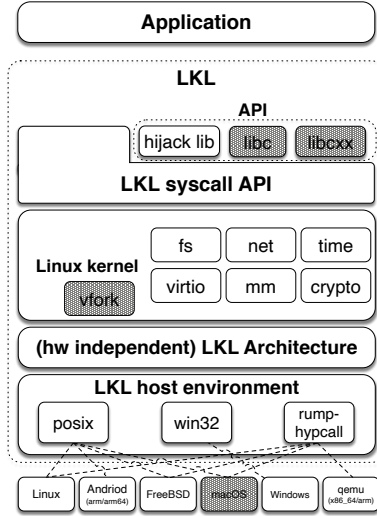 Application
LKL
API
hijack lib libc libcxx
LKL syscall API
fs net time
Linux kernel
vfork virtio mm crypto
(hw independent) LKL Architecture
LKL host environment
posix win32 rump-
hypcall
Linux Andriod FreeBSD macOS Windows qemu
(arm/arm64) (x86_64/arm)